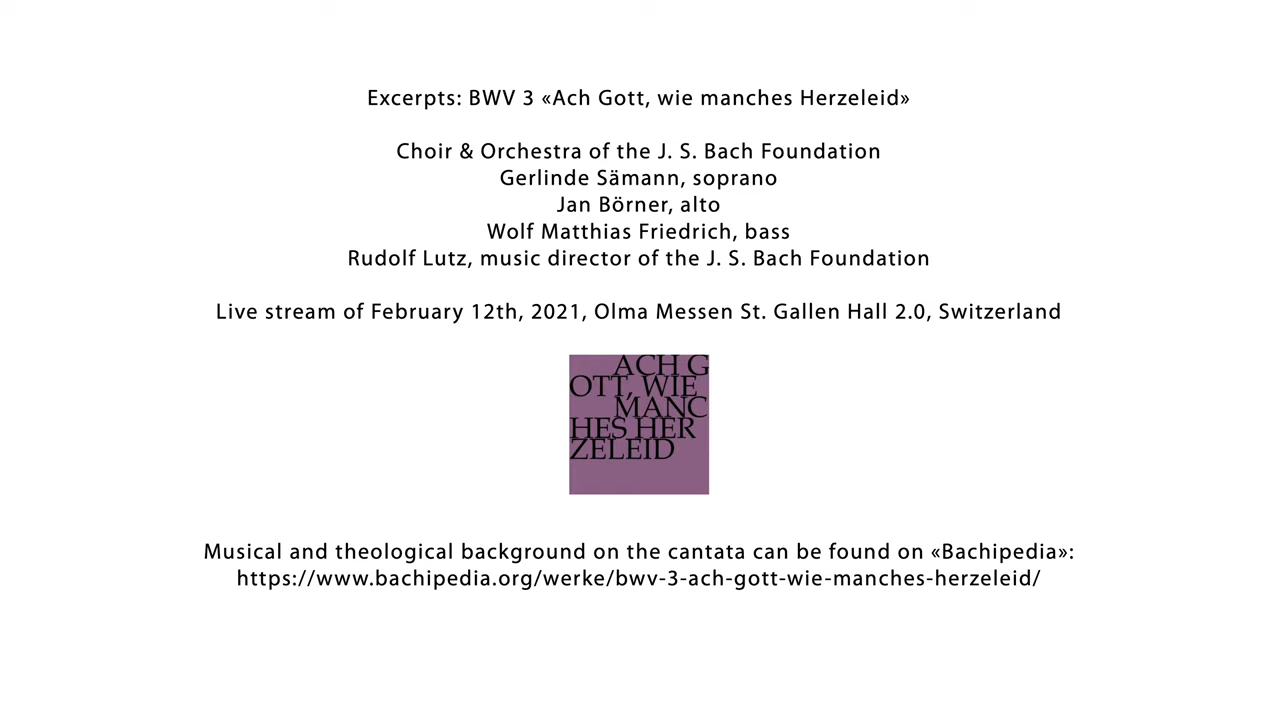 Excerpts: BWV 3 «Ach Gott, wie manches Herzeleid»
Choir & Orchestra of the J. S. Bach Foundation
Gerlinde Sämann, soprano
Jan Börner, alto
Wolf Matthias Friedrich, bass
Rudolf Lutz, music director of the J. S. Bach Foundation
Live stream of February 12th, 2021, Olma Messen St. Gallen Hall 2.0, Switzerland
ACH G
OTT, WIE
MANC
HES HER
ZELEID
Musical and theological background on the cantata can be found on «Bachipedia»:
https://www.bachipedia.org/werke/bwv-3-ach-gott-wie-manches-herzeleid/